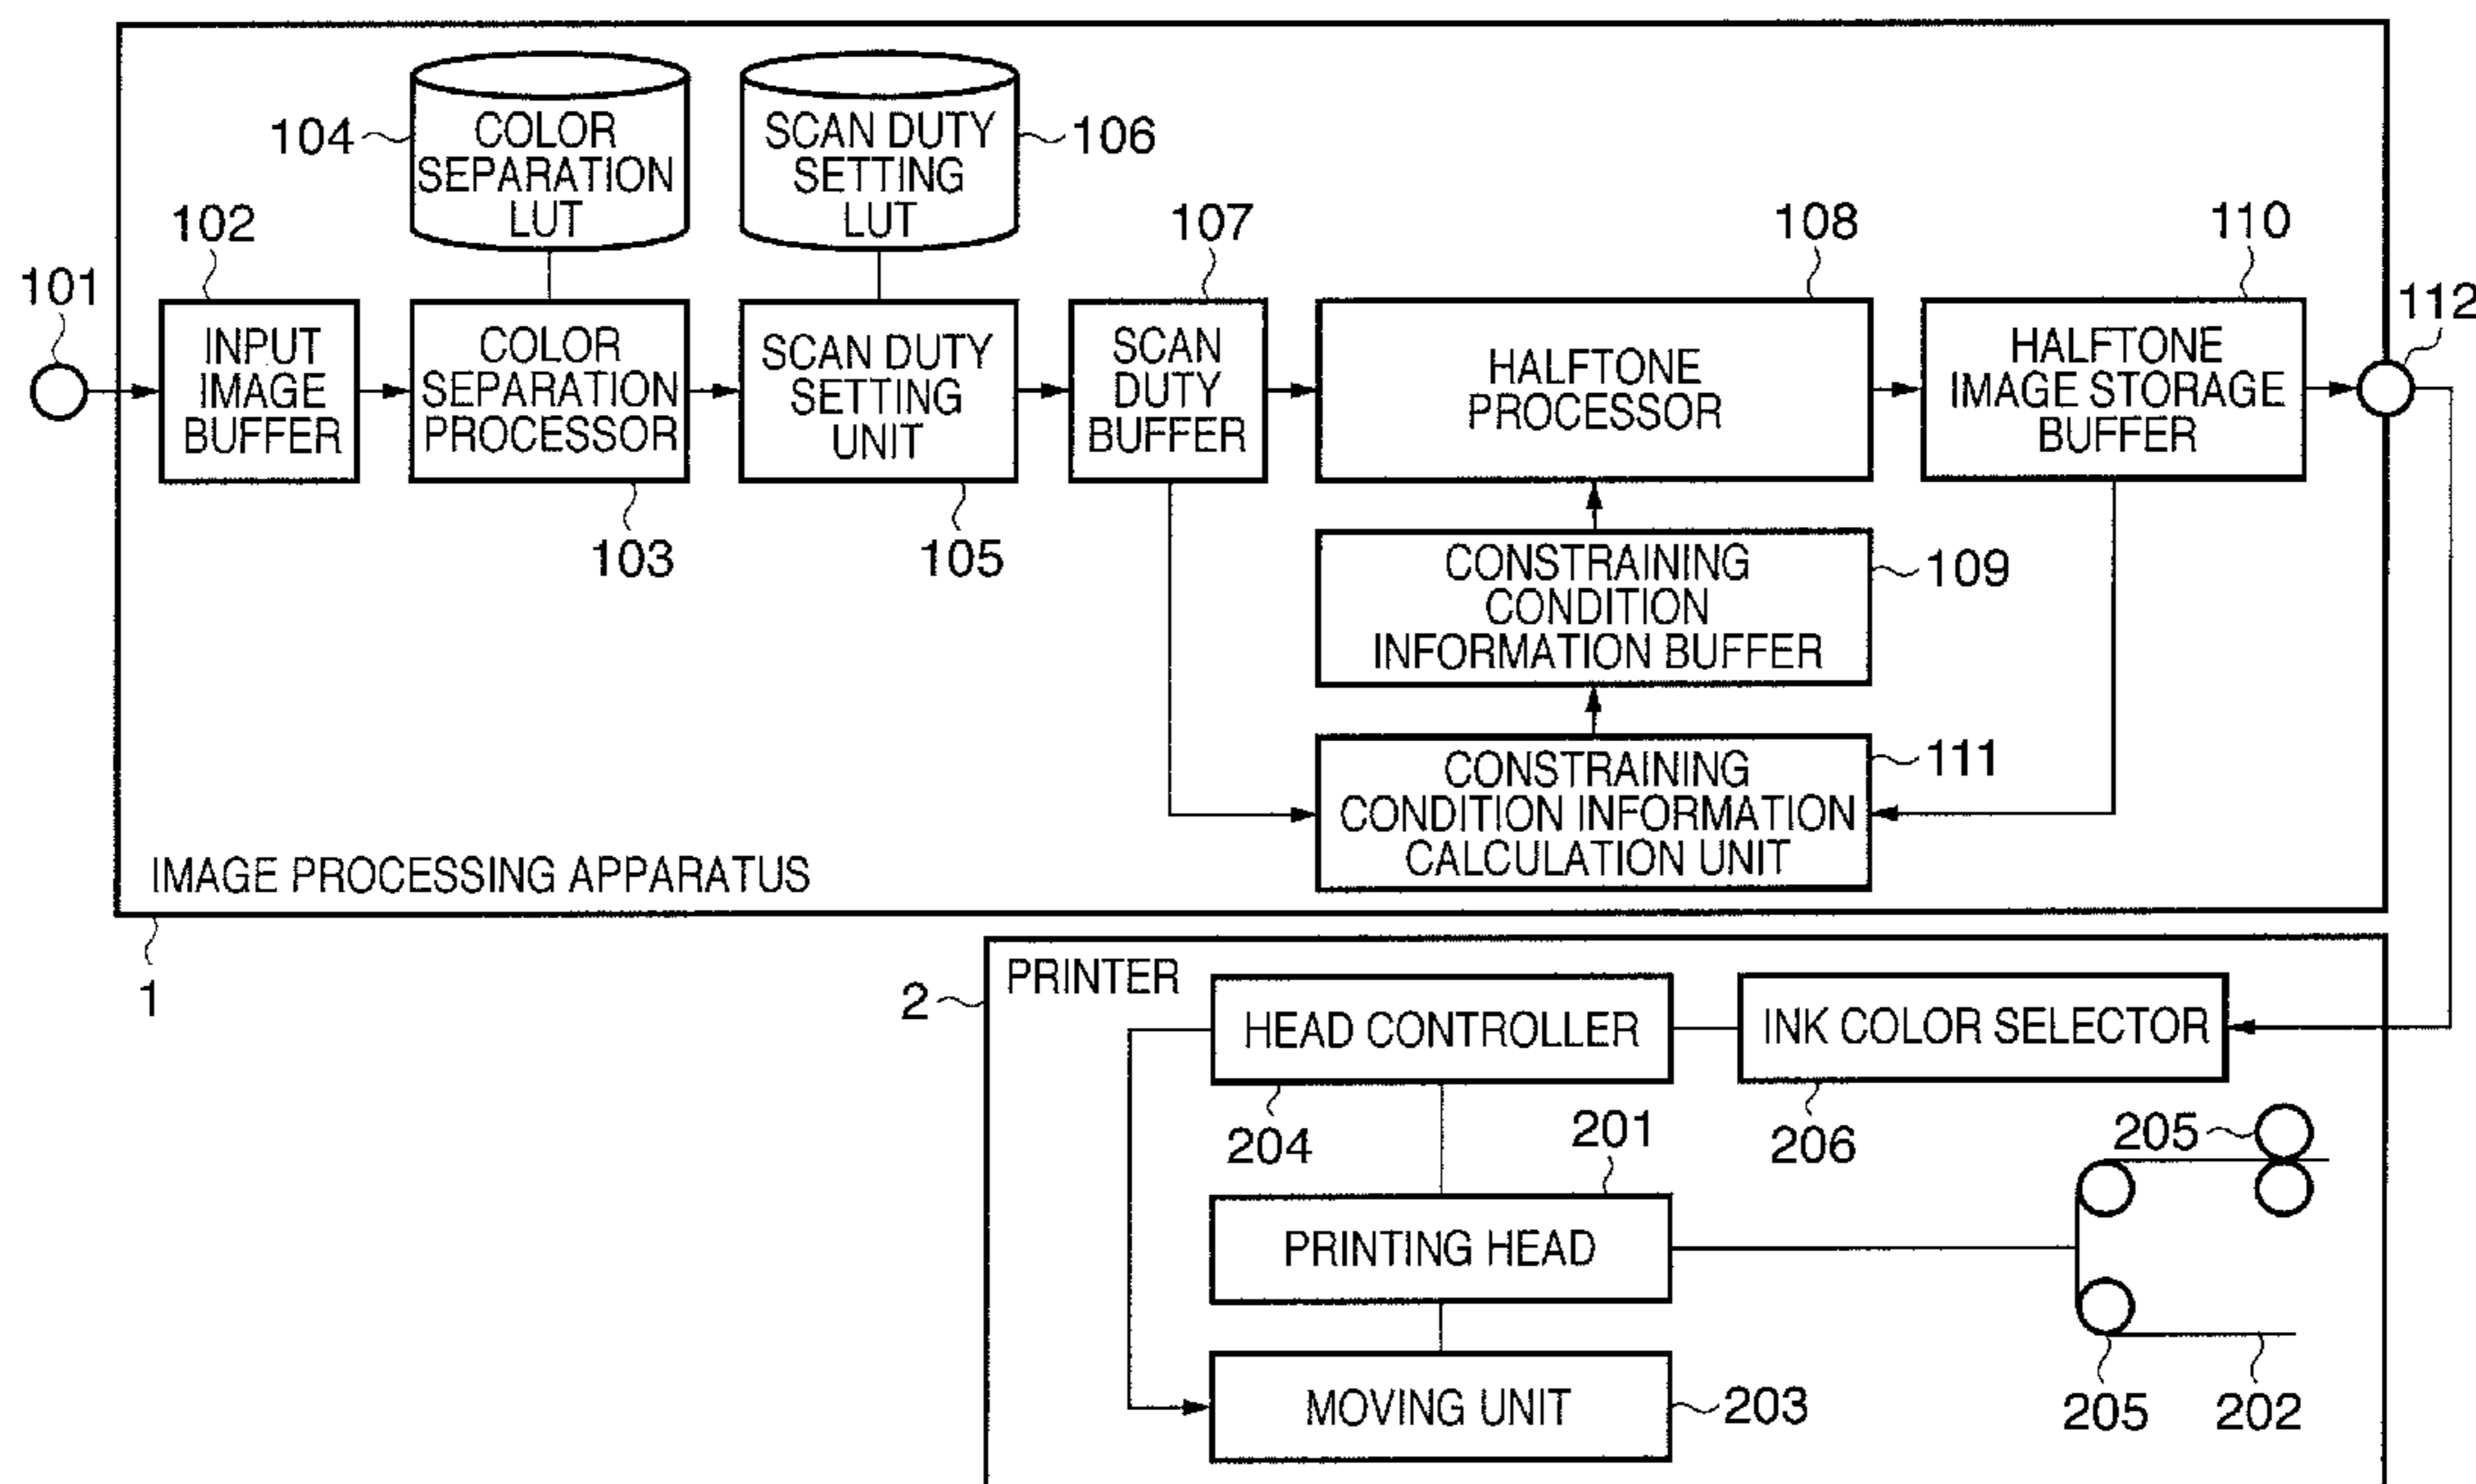 104
COLOR
SEPARATION
LUT
SCAN DUTY
SETTING
LUT
106
101
102
107
108
110
112
INPUT
IMAGE
BUFFER
COLOR
SEPARATION
PROCESSOR
SCAN DUTY
SETTING
UNIT
SCAN
DUTY
BUFFER
HALFTONE
PROCESSOR
HALFTONE
IMAGE STORAGE
BUFFER
103
105
CONSTRAINING
CONDITION
INFORMATION BUFFER
109
CONSTRAINING
CONDITION INFORMATION
CALCULATION UNIT
111
IMAGE PROCESSING APPARATUS
1
2
PRINTER
HEAD CONTROLLER
INK COLOR SELECTOR
204
201
206
205
PRINTING HEAD
MOVING UNIT
203
205
202